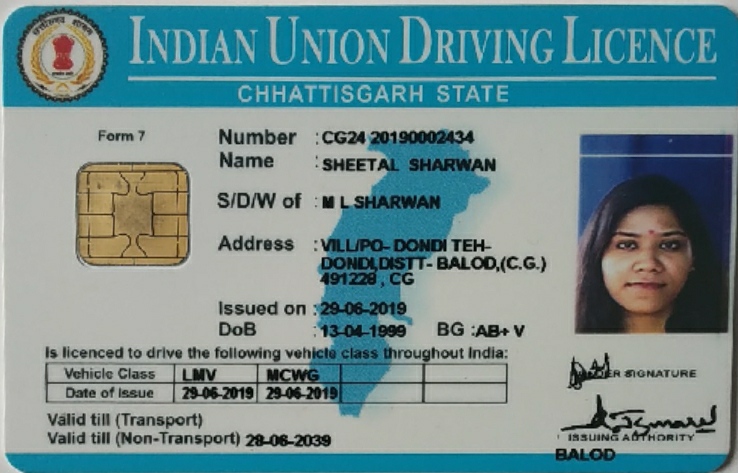 छत्तीसगढ़ शासन
INDIAN UNION DRIVING LICENCE
CHHATTISGARH STATE
Form 7
Number : CG24 20190002434
Name : SHEETAL SHARWAN
S/D/W of : M L SHARWAN
Address : VILL/PO- DONDI TEH-
DONDI,DISTT- BALOD,(C.G.)
491228 , CG
Issued on : 29-06-2019
DoB : 13-04-1999 BG : AB+ V
Is licenced to drive the following vehicle class throughout India:
Vehicle Class LMV MCWG
Date of Issue 29-06-2019 29-06-2019
Valid till (Transport)
Valid till (Non-Transport) 28-06-2039
SIGNATURE
ISSUING AUTHORITY
BALOD